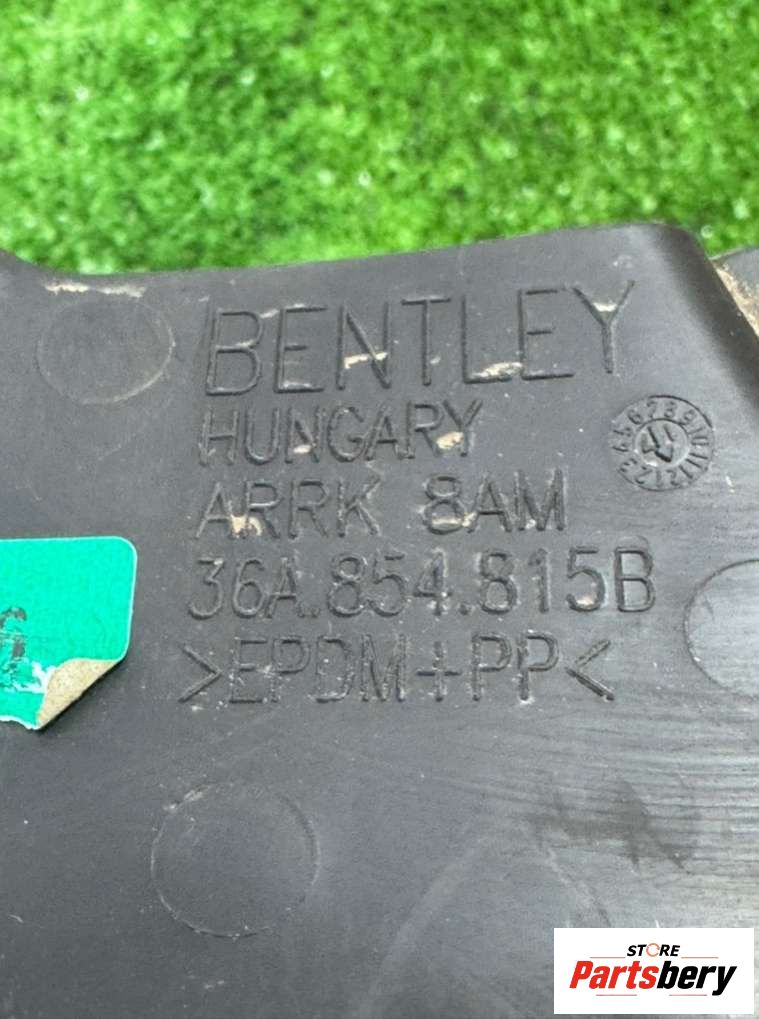 BENTLEY
HUNGARY
ARRK 8AM
36A.854.815B
>EPDM+PP<
STORE
Partsbery